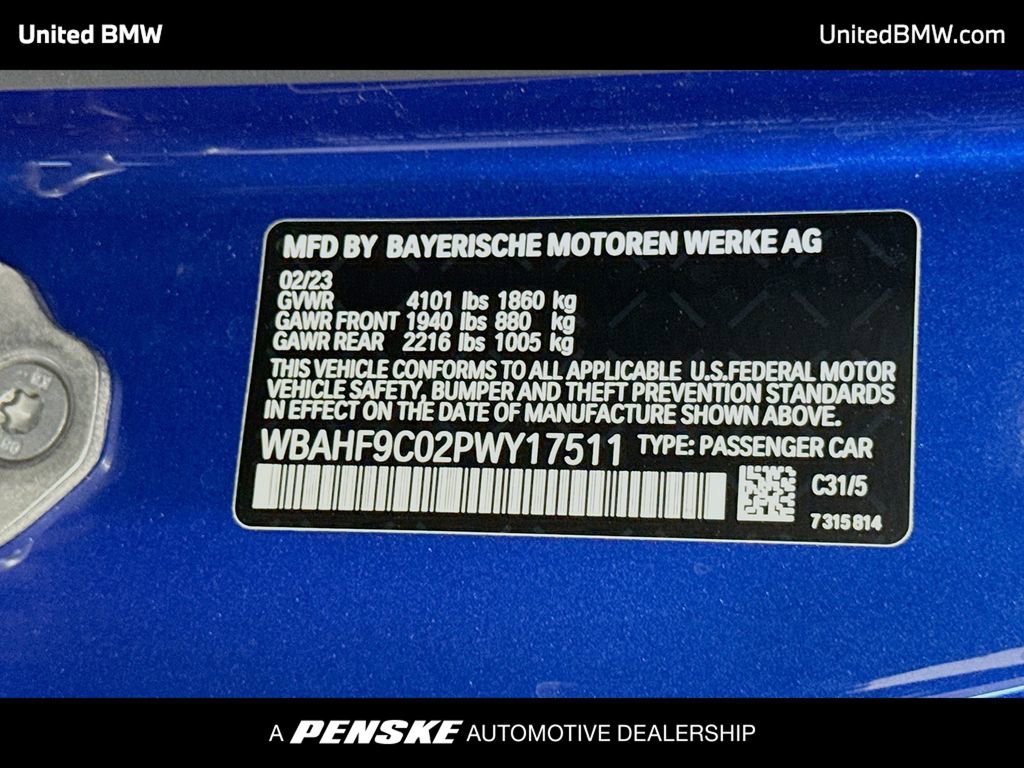 United BMW
UnitedBMW.com
MFD BY BAYERISCHE MOTOREN WERKE AG
02/23
GVWR 4101 lbs 1860 kg
GAWR FRONT 1940 lbs 880 kg
GAWR REAR 2216 lbs 1005 kg
THIS VEHICLE CONFORMS TO ALL APPLICABLE U.S.FEDERAL MOTOR
VEHICLE SAFETY, BUMPER AND THEFT PREVENTION STANDARDS
IN EFFECT ON THE DATE OF MANUFACTURE SHOWN ABOVE.
WBAHF9C02PWY17511 TYPE: PASSENGER CAR
C31/5
7315814
A PENSKE AUTOMOTIVE DEALERSHIP